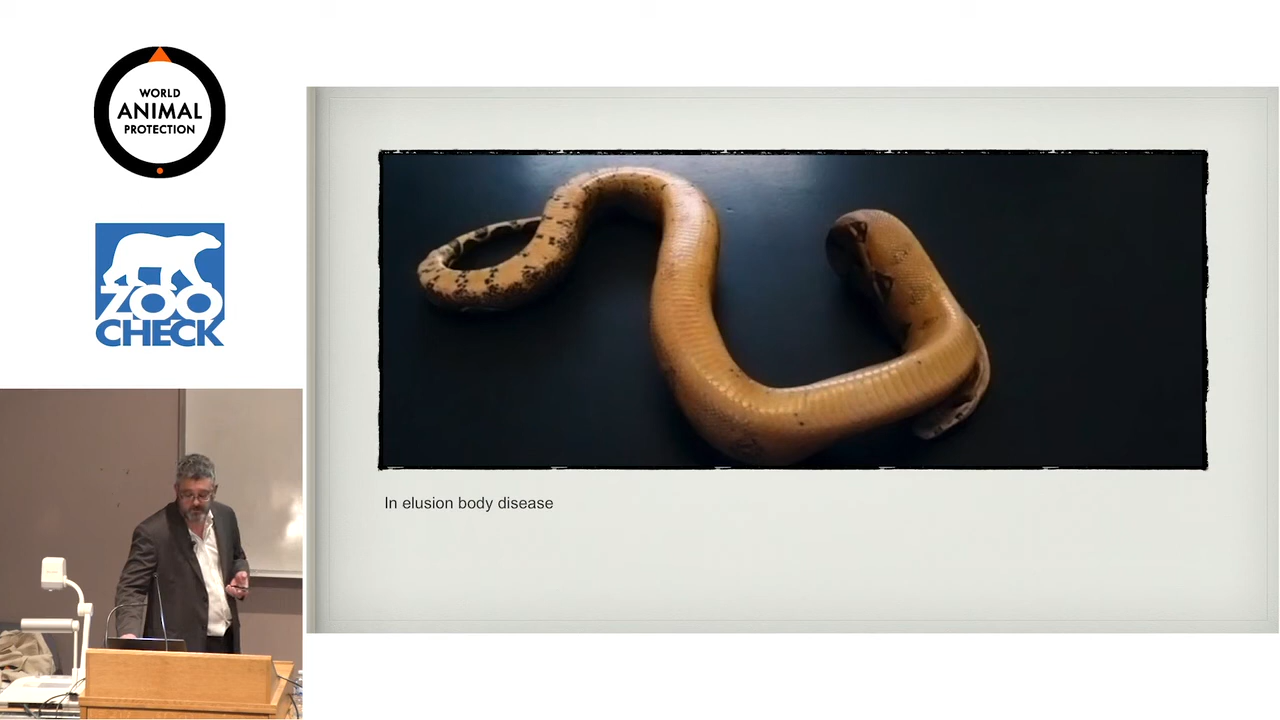 WORLD
ANIMAL
PROTECTION
ZOO
CHECK
In elusion body disease